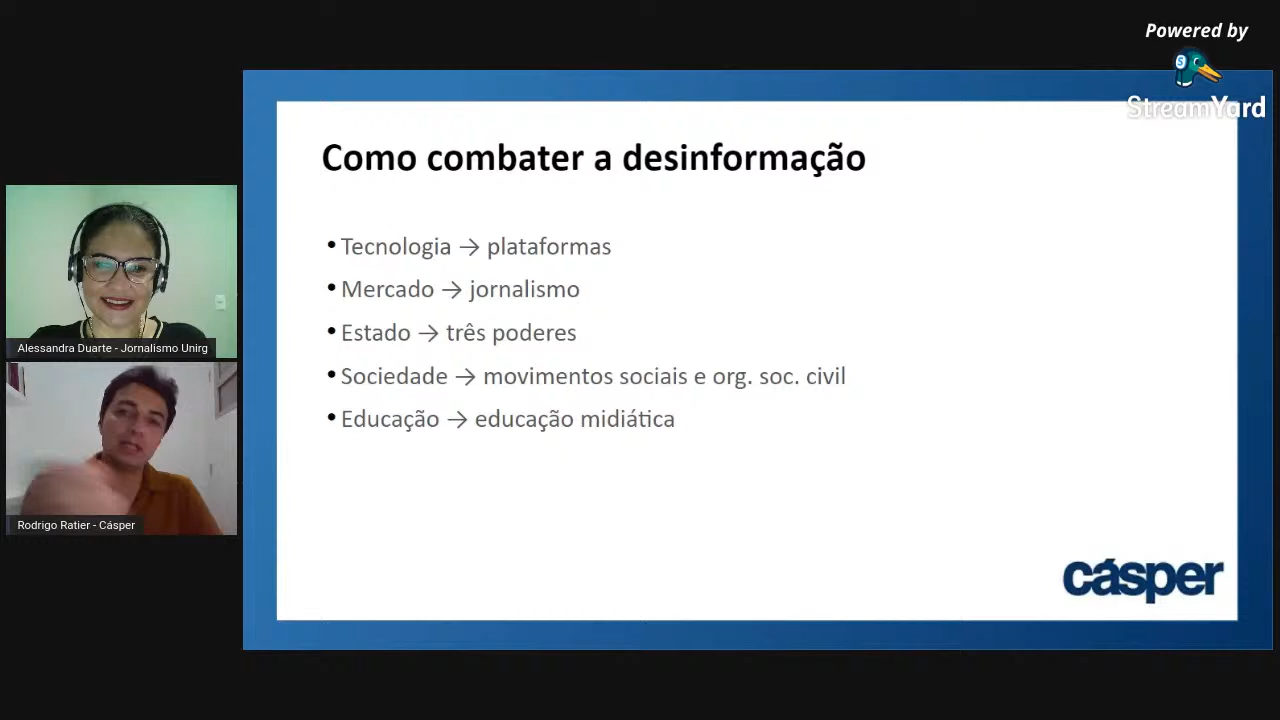 Powered by
StreamYard
Como combater a desinformação
• Tecnologia → plataformas
• Mercado → jornalismo
• Estado → três poderes
• Sociedade → movimentos sociais e org. soc. civil
• Educação → educação midiática
cásper
Alessandra Duarte - Jornalismo Unirg
Rodrigo Ratier - Cásper